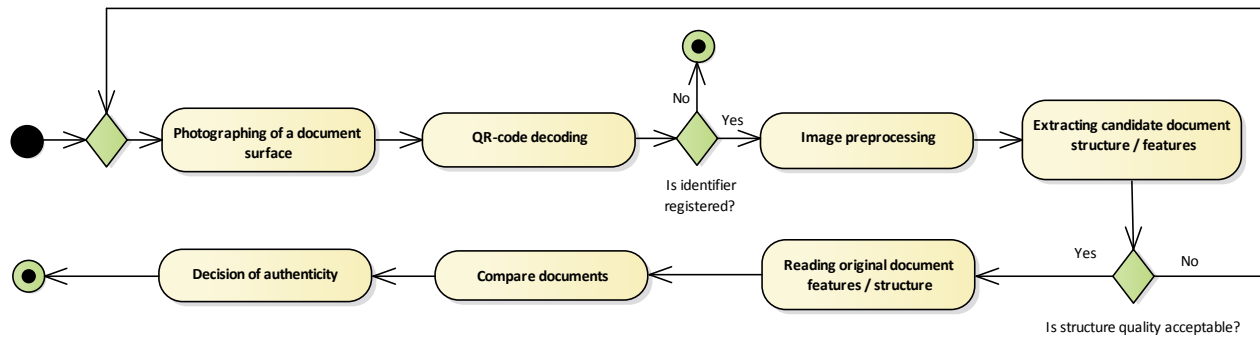 Photographing of a document
surface
QR-code decoding
No
Yes
Is identifier
registered?
Image preprocessing
Extracting candidate document
structure / features
Yes
No
Is structure quality acceptable?
Reading original document
features / structure
Compare documents
Decision of authenticity